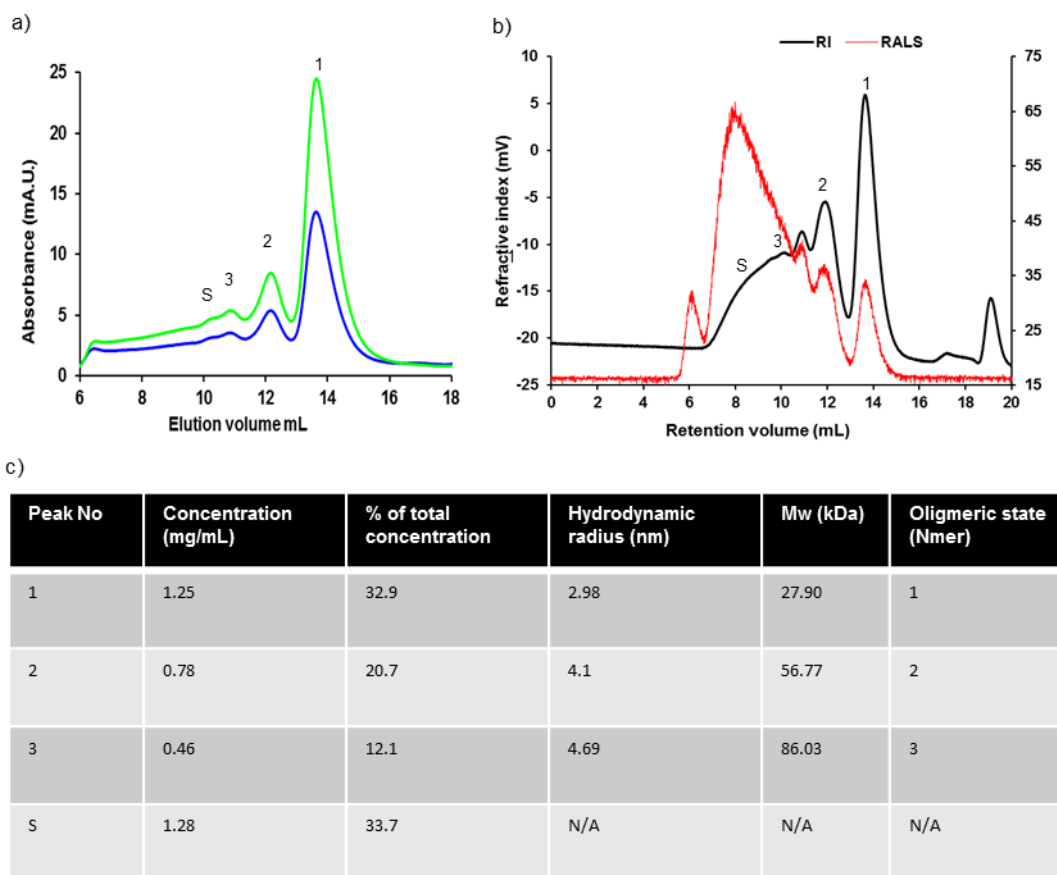 a)
25
20
15
10
5
0
Absorbance (mA.U.)
6 8 10 12 14 16 18
Elution volume mL
S
3
2
1
b)
RI RALS
10
5
0
-5
-10
-15
-20
-25
Refractive index (mV)
1
75
65
55
45
35
25
15
0 2 4 6 8 10 12 14 16 18 20
Retention volume (mL)
S
3
2
1
c)
Peak No Concentration (mg/mL) % of total concentration Hydrodynamic radius (nm) Mw (kDa) Oligmeric state (Nmer)
1 1.25 32.9 2.98 27.90 1
2 0.78 20.7 4.1 56.77 2
3 0.46 12.1 4.69 86.03 3
S 1.28 33.7 N/A N/A N/A